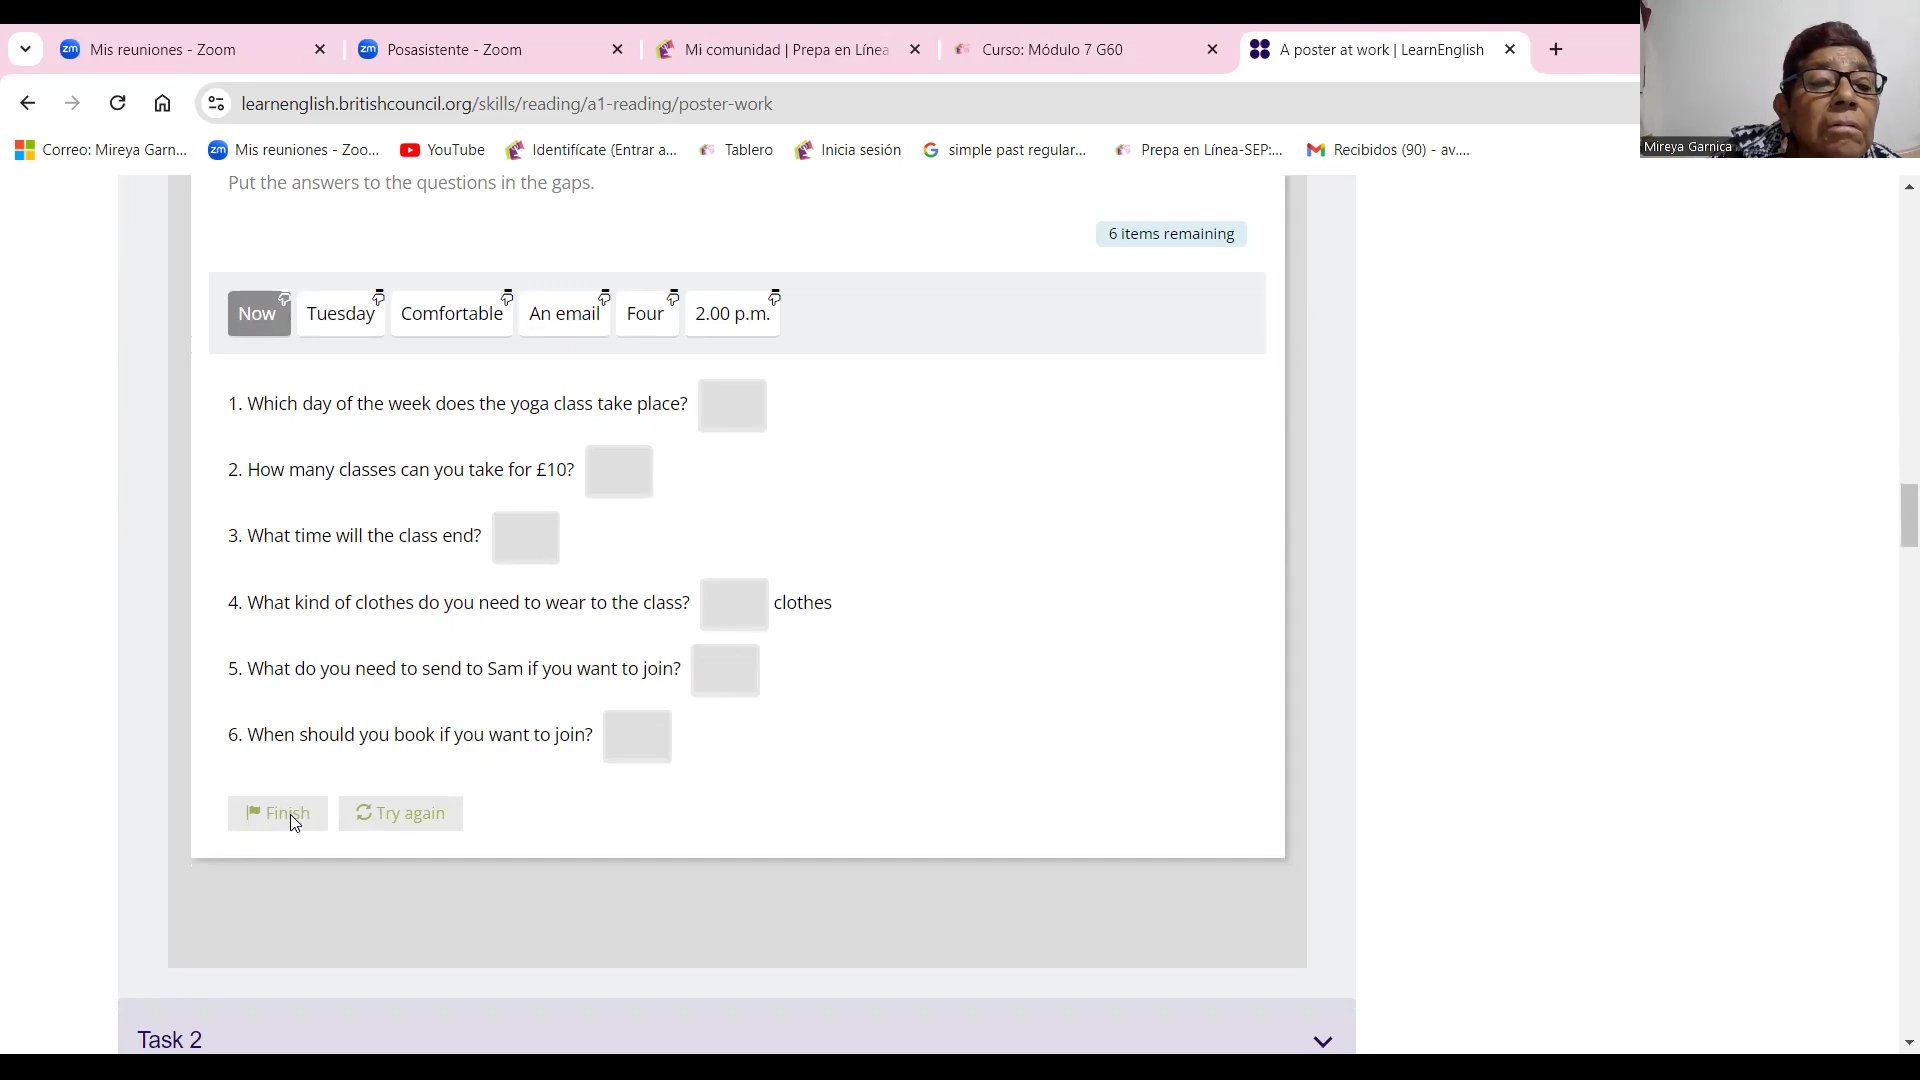 Mis reuniones - Zoom
Posasistente - Zoom
Mi comunidad | Prepa en Línea
Curso: Módulo 7 G60
A poster at work | LearnEnglish
learnenglish.britishcouncil.org/skills/reading/a1-reading/poster-work
Correo: Mireya Garn...
Mis reuniones - Zoo...
YouTube
Identifícate (Entrar a...
Tablero
Inicia sesión
simple past regular...
Prepa en Línea-SEP:...
Recibidos (90) - av....
Mireya Garnica
Put the answers to the questions in the gaps.
6 items remaining
Now
Tuesday
Comfortable
An email
Four
2.00 p.m.
1. Which day of the week does the yoga class take place?
2. How many classes can you take for £10?
3. What time will the class end?
4. What kind of clothes do you need to wear to the class? clothes
5. What do you need to send to Sam if you want to join?
6. When should you book if you want to join?
Finish
Try again
Task 2